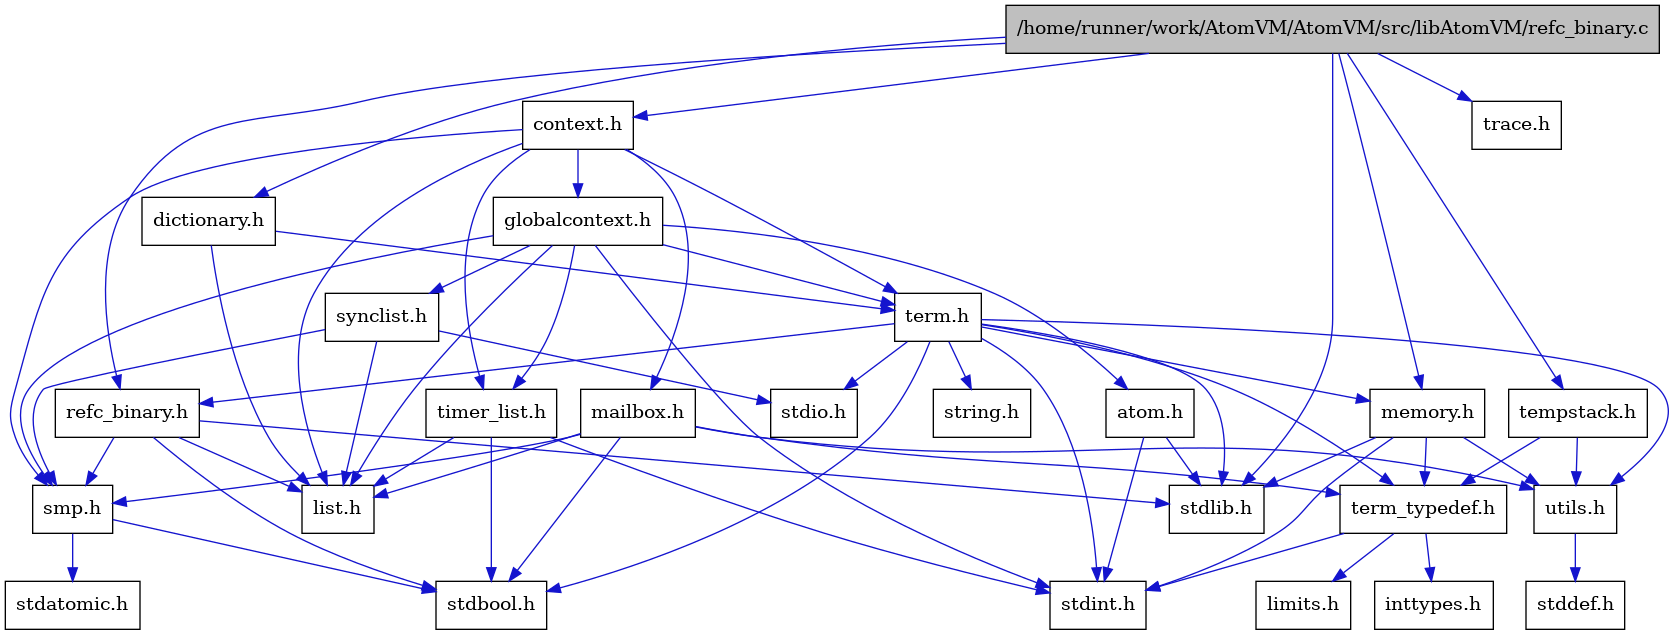 /home/runner/work/AtomVM/AtomVM/src/libAtomVM/refc_binary.c
context.h
trace.h
dictionary.h
globalcontext.h
synclist.h
term.h
refc_binary.h
timer_list.h
mailbox.h
stdio.h
string.h
atom.h
memory.h
tempstack.h
smp.h
list.h
stdlib.h
term_typedef.h
utils.h
stdatomic.h
stdbool.h
stdint.h
limits.h
inttypes.h
stddef.h